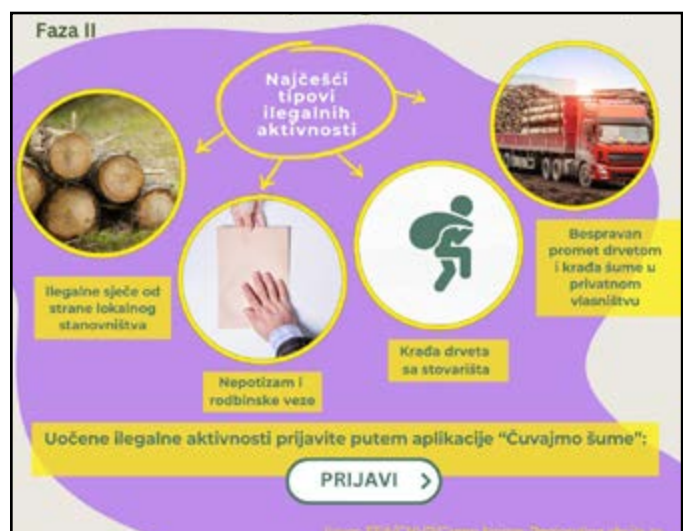 Faza II
Najčešći
tipovi
ilegalnih
aktivnosti
Ilegalne sječe od
strane lokalnog
stanovništva
Nepotizam i
rodbinske veze
Krađa drveta
sa stovarišta
Bespravan
promet drvetom
i krađa šume u
privatnom
vlasništvu
Uočene ilegalne aktivnosti prijavite putem aplikacije “Čuvajmo šume”:
PRIJAVI